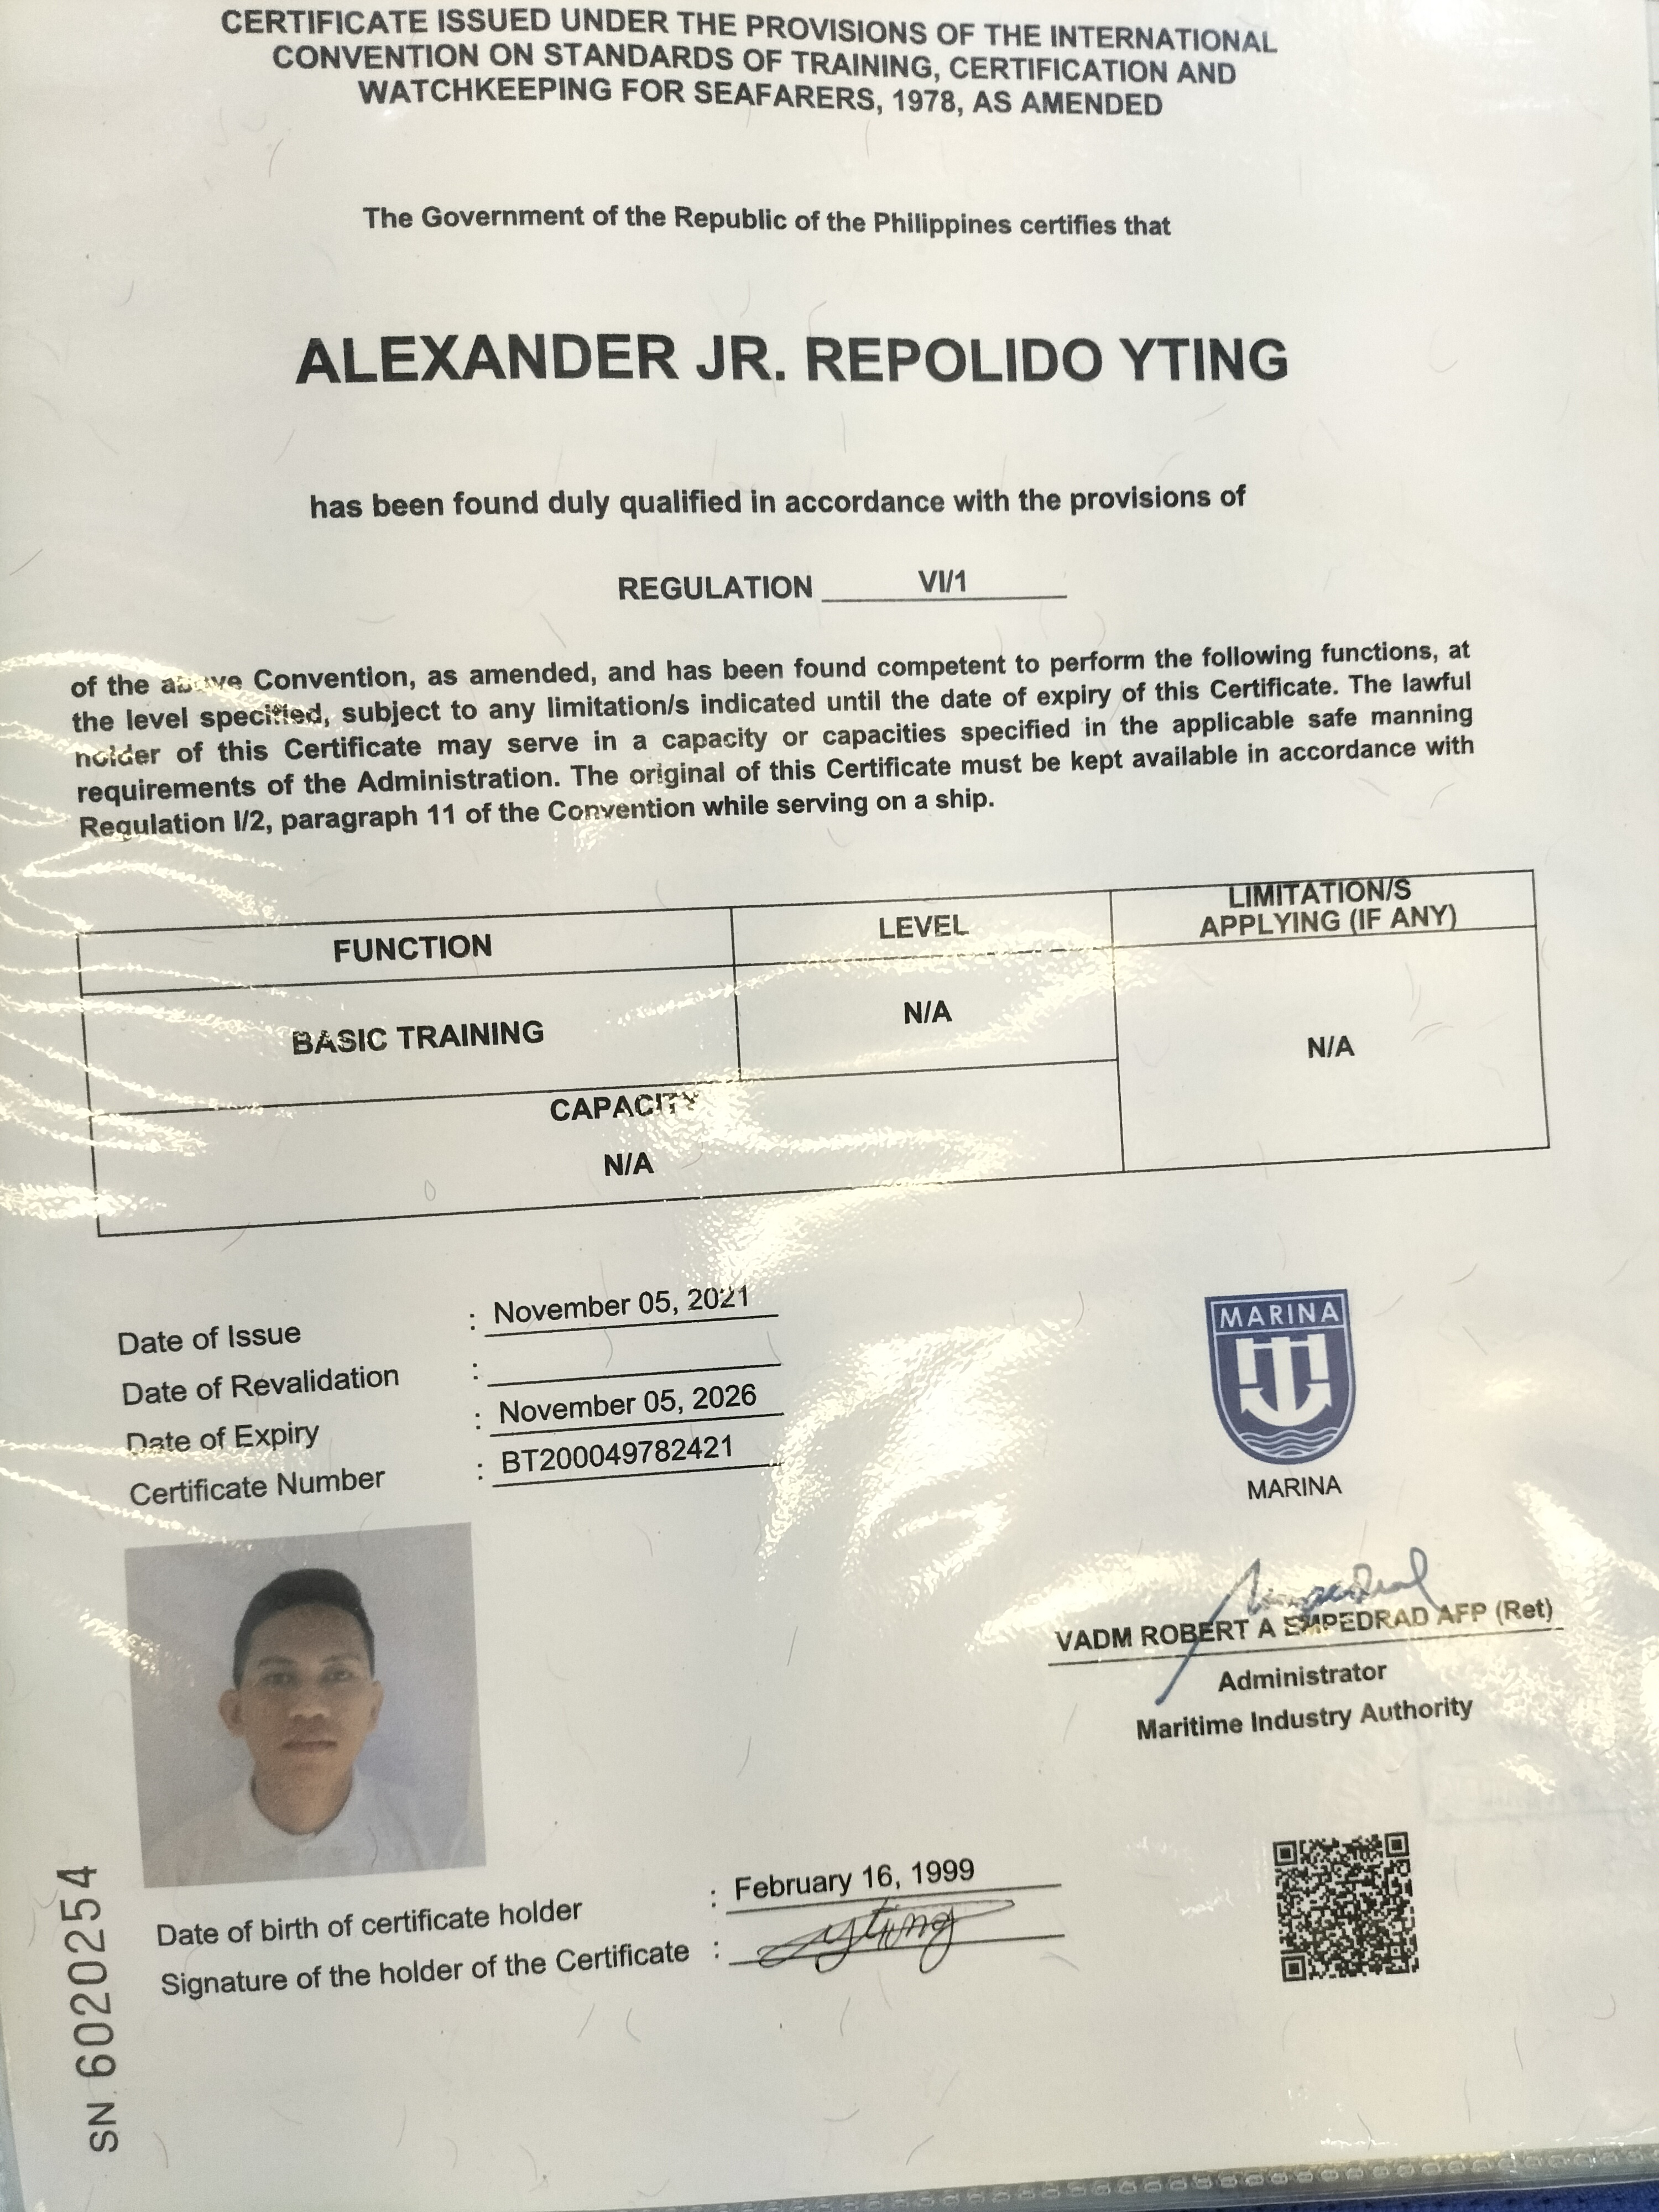 CERTIFICATE ISSUED UNDER THE PROVISIONS OF THE INTERNATIONAL
CONVENTION ON STANDARDS OF TRAINING, CERTIFICATION AND
WATCHKEEPING FOR SEAFARERS, 1978, AS AMENDED
The Government of the Republic of the Philippines certifies that
ALEXANDER JR. REPOLIDO YTING
has been found duly qualified in accordance with the provisions of
REGULATION VI/1
of the above Convention, as amended, and has been found competent to perform the following functions, at
the level specified, subject to any limitation/s indicated until the date of expiry of this Certificate. The lawful
holder of this Certificate may serve in a capacity or capacities specified in the applicable safe manning
requirements of the Administration. The original of this Certificate must be kept available in accordance with
Regulation I/2, paragraph 11 of the Convention while serving on a ship.
FUNCTION LEVEL LIMITATION/S
APPLYING (IF ANY)
BASIC TRAINING N/A N/A
CAPACITY
N/A
Date of Issue : November 05, 2021
Date of Revalidation :
Date of Expiry : November 05, 2026
Certificate Number : BT200049782421
MARINA
MARINA
VADM ROBERT A EMPEDRAD AFP (Ret)
Administrator
Maritime Industry Authority
Date of birth of certificate holder : February 16, 1999
Signature of the holder of the Certificate : yting
SN 6020254